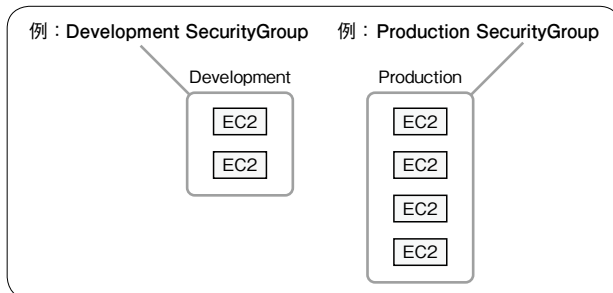 例：Development SecurityGroup
例：Production SecurityGroup
Development
Production
EC2
EC2
EC2
EC2
EC2
EC2